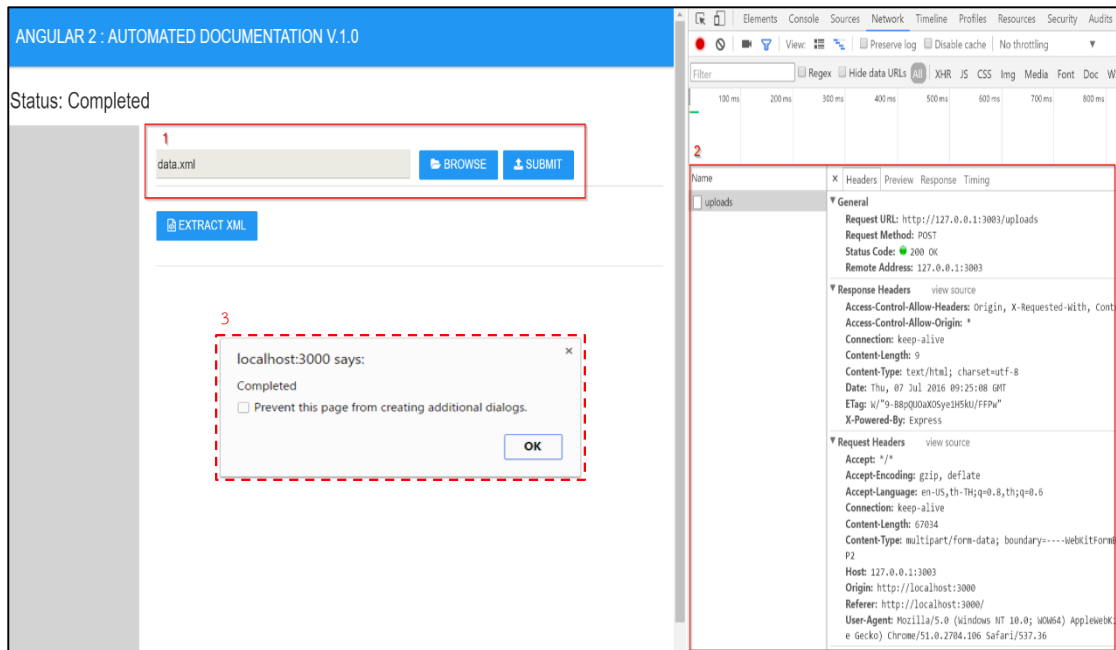 ANGULAR 2 : AUTOMATED DOCUMENTATION V.1.0
Status: Completed
1
data.xml
BROWSE
SUBMIT
EXTRACT XML
3
localhost:3000 says:
×
Completed
Prevent this page from creating additional dialogs.
OK
Elements Console Sources Network Timeline Profiles Resources Security Audits
View: Preserve log Disable cache No throttling ▼
Filter Regex Hide data URLs All XHR JS CSS Img Media Font Doc W
100 ms 200 ms 300 ms 400 ms 500 ms 600 ms 700 ms 800 ms
2
Name × Headers Preview Response Timing
uploads
▼ General
Request URL: http://127.0.0.1:3003/uploads
Request Method: POST
Status Code: 200 OK
Remote Address: 127.0.0.1:3003
▼ Response Headers view source
Access-Control-Allow-Headers: Origin, X-Requested-With, Cont
Access-Control-Allow-Origin: *
Connection: keep-alive
Content-Length: 9
Content-Type: text/html; charset=utf-8
Date: Thu, 07 Jul 2016 09:25:08 GMT
ETag: W/"9-B8pQUOaXOSye1H5kU/FFPw"
X-Powered-By: Express
▼ Request Headers view source
Accept: */*
Accept-Encoding: gzip, deflate
Accept-Language: en-US,th-TH;q=0.8,th;q=0.6
Connection: keep-alive
Content-Length: 67034
Content-Type: multipart/form-data; boundary=----WebKitFormB
P2
Host: 127.0.0.1:3003
Origin: http://localhost:3000
Referer: http://localhost:3000/
User-Agent: Mozilla/5.0 (Windows NT 10.0; WOW64) AppleWebK
e Gecko) Chrome/51.0.2704.106 Safari/537.36